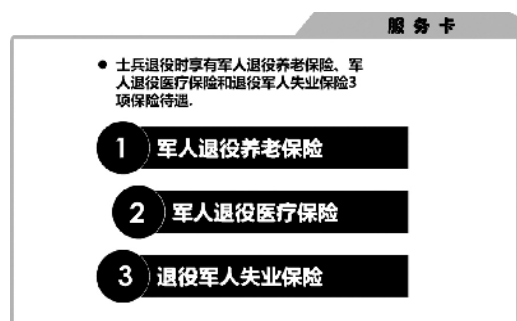 服务卡
● 士兵退役时享有军人退役养老保险、军
人退役医疗保险和退役军人失业保险3
项保险待遇.
1 军人退役养老保险
2 军人退役医疗保险
3 退役军人失业保险